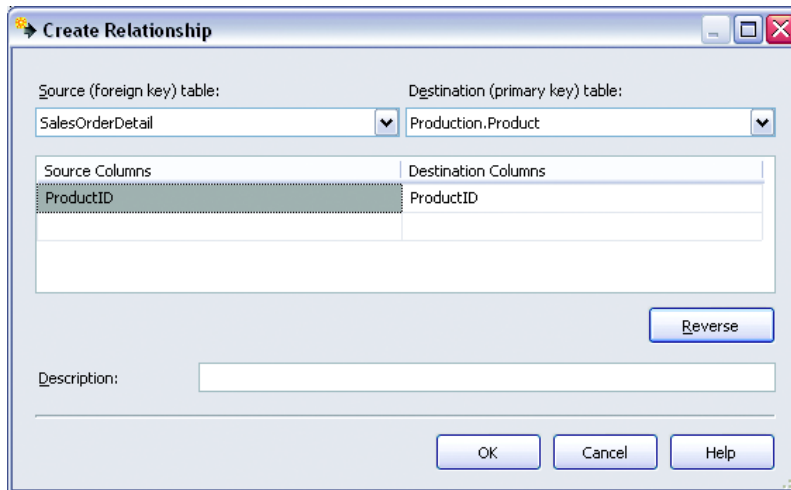 Create Relationship
Source (foreign key) table: Destination (primary key) table:
SalesOrderDetail Production.Product
Source Columns Destination Columns
ProductID ProductID
Reverse
Description:
OK Cancel Help